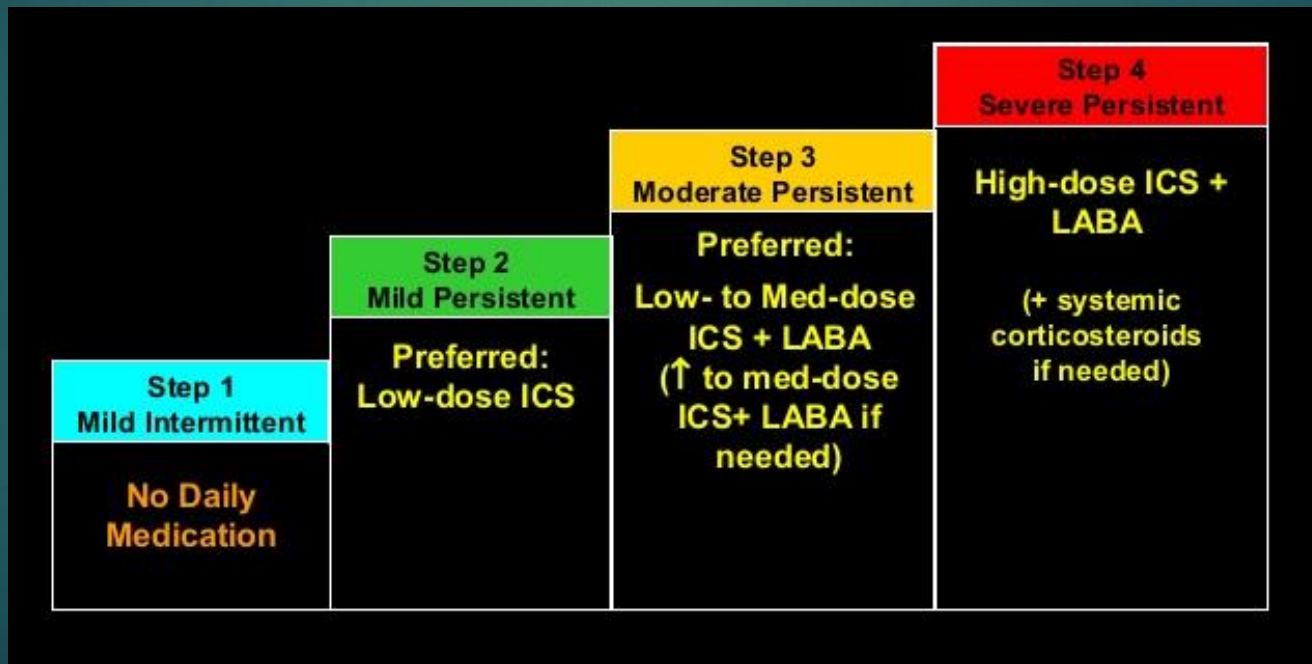 Step 1
Mild Intermittent
No Daily
Medication
Step 2
Mild Persistent
Preferred:
Low-dose ICS
Step 3
Moderate Persistent
Preferred:
Low- to Med-dose
ICS + LABA
(↑ to med-dose
ICS+ LABA if
needed)
Step 4
Severe Persistent
High-dose ICS +
LABA
(+ systemic
corticosteroids
if needed)